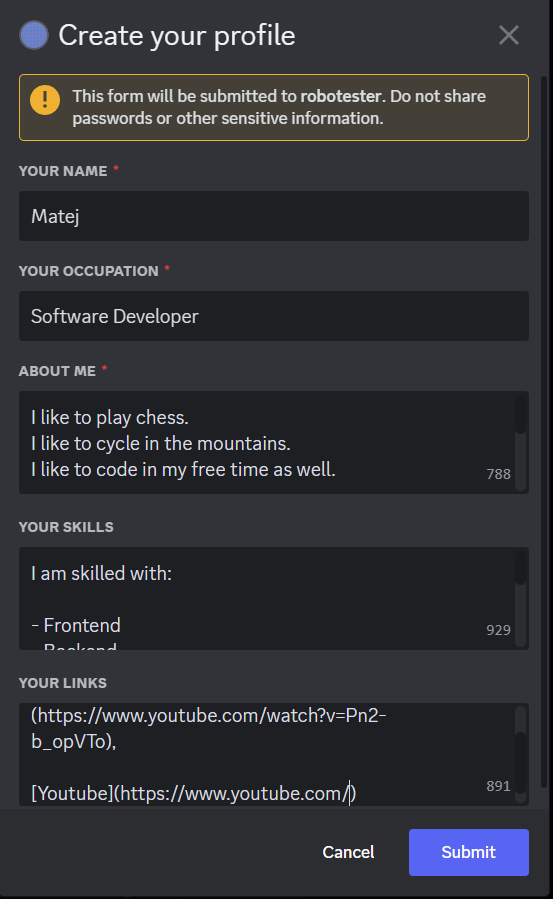 Create your profile
!
This form will be submitted to robotester. Do not share
passwords or other sensitive information.
YOUR NAME *
Matej
YOUR OCCUPATION *
Software Developer
ABOUT ME *
I like to play chess.
I like to cycle in the mountains.
I like to code in my free time as well.
788
YOUR SKILLS
I am skilled with:
- Frontend
- Backend
929
YOUR LINKS
(https://www.youtube.com/watch?v=Pn2-
b_opVTo),
[Youtube](https://www.youtube.com/)
891
Cancel
Submit